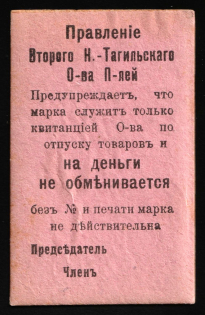 Правленіе
Второго Н.-Тагильскаго
О-ва П-лей
Предупреждаетъ, что
марка служитъ только
квитанціей О-ва по
отпуску товаровъ и
на деньги
не обмѣнивается
безъ № и печати марка
не дѣйствительна
Предсѣдатель
Членъ